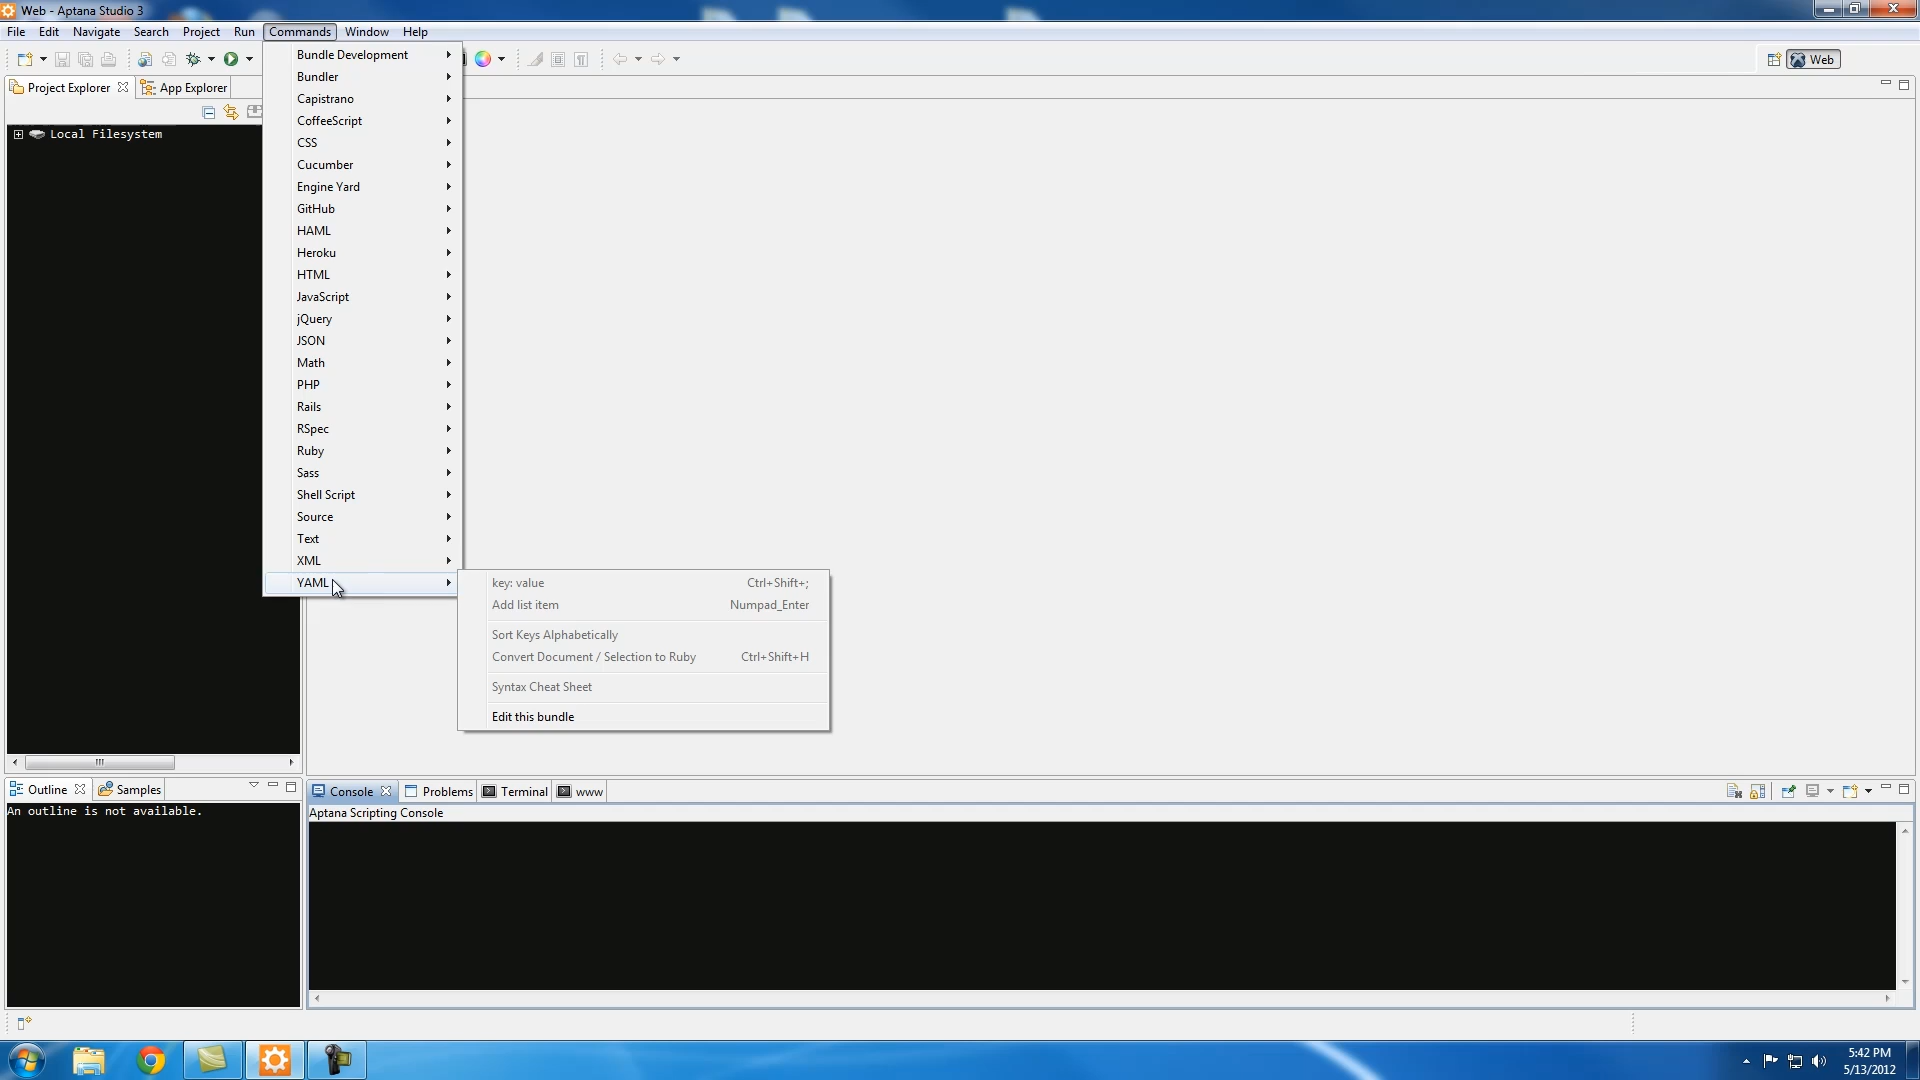 Web - Aptana Studio 3
File Edit Navigate Search Project Run Commands Window Help
Web
Project Explorer
App Explorer
Local Filesystem
Bundle Development
Bundler
Capistrano
CoffeeScript
CSS
Cucumber
Engine Yard
GitHub
HAML
Heroku
HTML
JavaScript
jQuery
JSON
Math
PHP
Rails
RSpec
Ruby
Sass
Shell Script
Source
Text
XML
YAML
key: value Ctrl+Shift+;
Add list item Numpad_Enter
Sort Keys Alphabetically
Convert Document / Selection to Ruby Ctrl+Shift+H
Syntax Cheat Sheet
Edit this bundle
Outline
Samples
An outline is not available.
Console
Problems
Terminal
www
Aptana Scripting Console
5:42 PM
5/13/2012